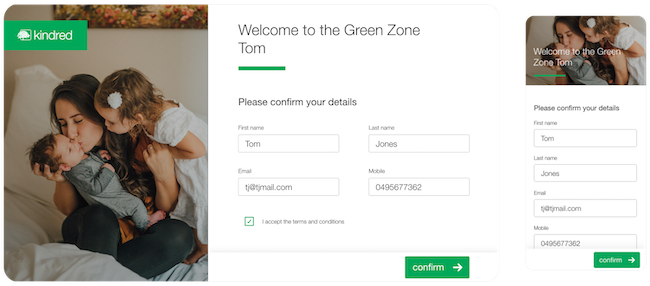 kindred
Welcome to the Green Zone
Tom
Please confirm your details
First name
Last name
Tom
Jones
Email
Mobile
tj@tjmail.com
0495677362
I accept the terms and conditions
confirm
Welcome to the Green
Zone Tom
Please confirm your details
First name
Tom
Last name
Jones
Email
tj@tjmail.com
Mobile
0495677362
confirm